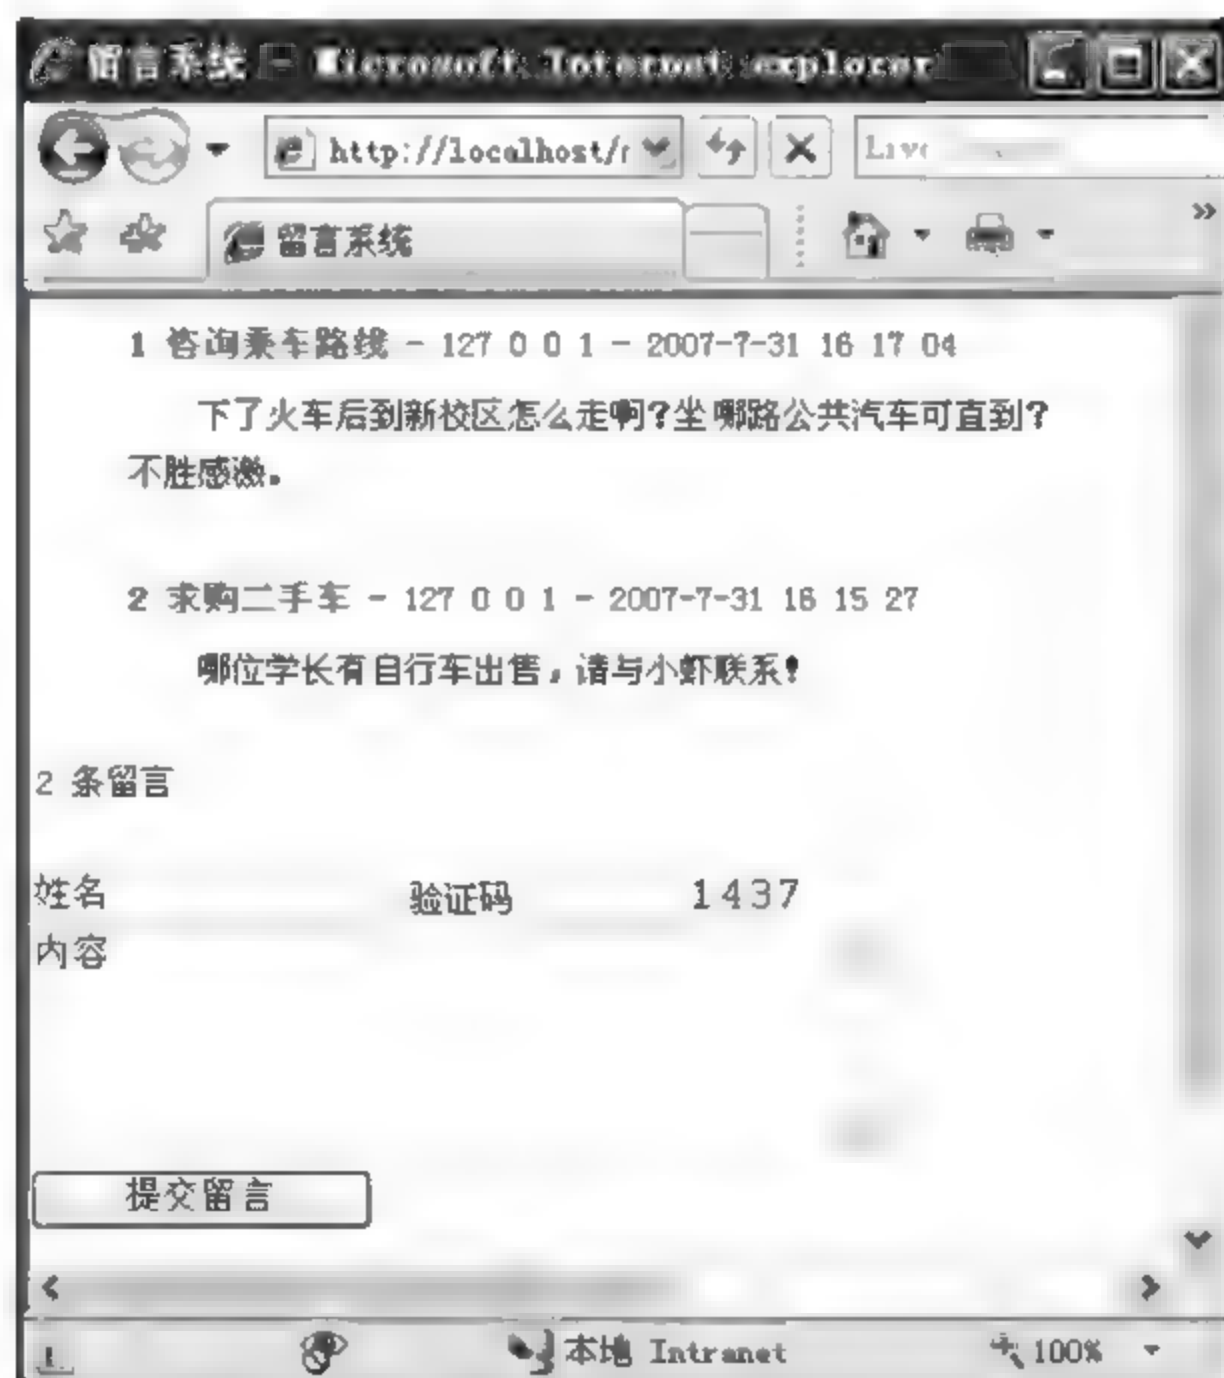 留言系统 - Microsoft Internet explorer
http://localhost/r
Live
留言系统
»
1 咨询乘车路线 - 127 0 0 1 - 2007-7-31 16 17 04
下了火车后到新校区怎么走啊?坐哪路公共汽车可直到?
不胜感激。
2 求购二手车 - 127 0 0 1 - 2007-7-31 16 15 27
哪位学长有自行车出售,请与小虾联系!
2 条留言
姓名 验证码 1437
内容
提交留言
本地 Intranet 100%